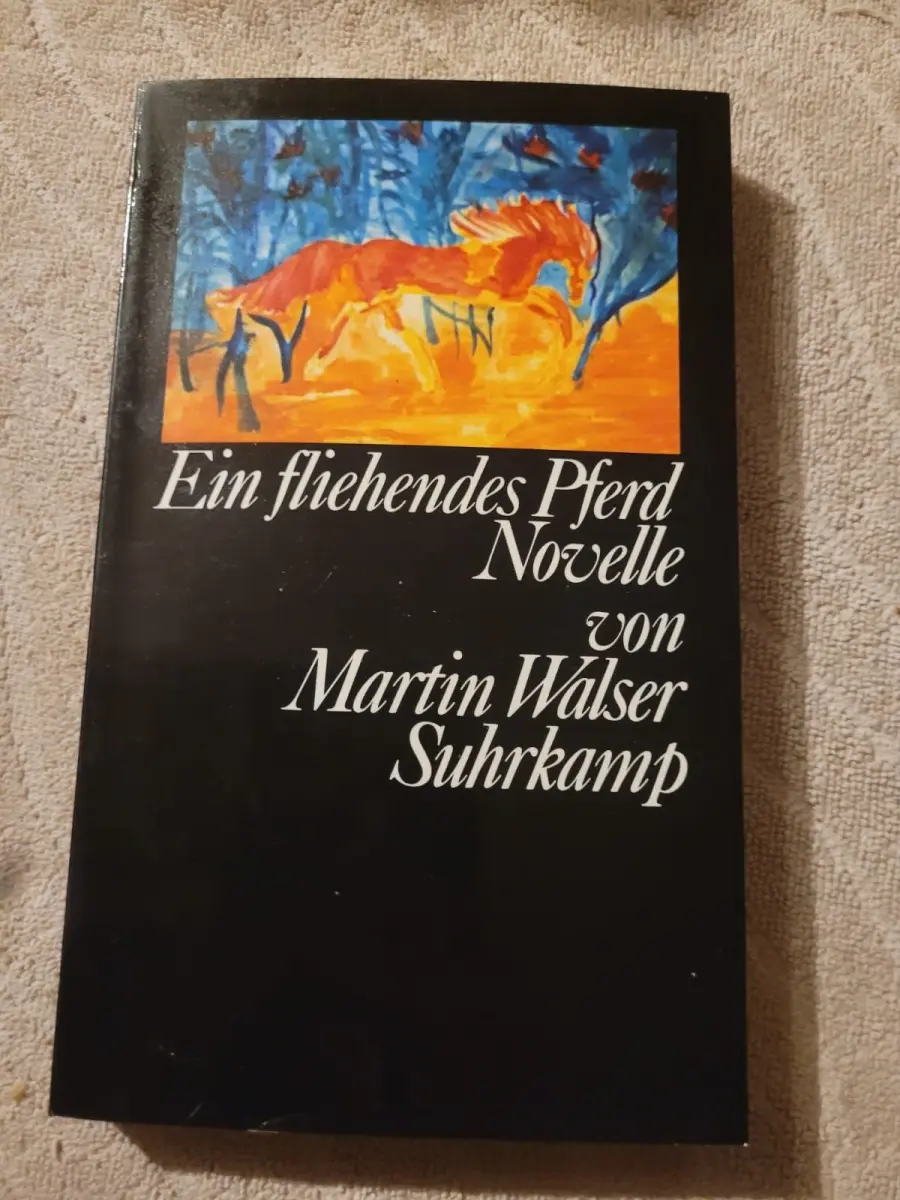 Ein fliehendes Pferd
Novelle
von
Martin Walser
Suhrkamp